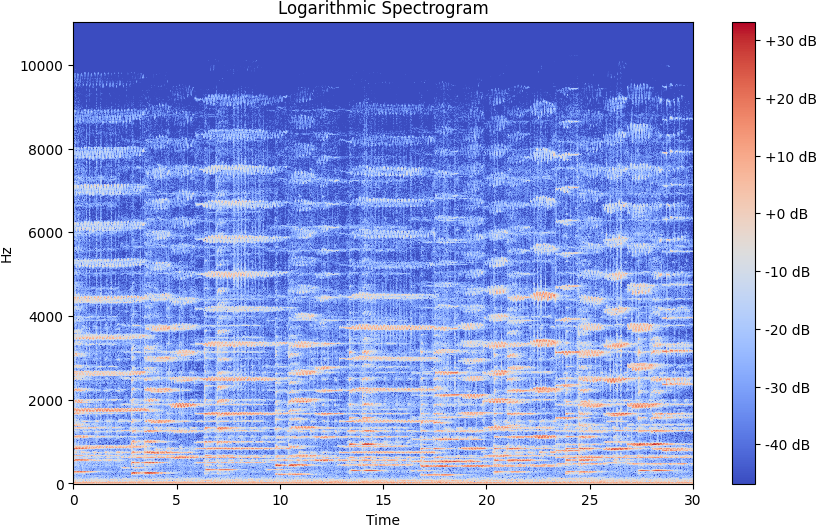 Logarithmic Spectrogram
Hz
10000
8000
6000
4000
2000
0
0 5 10 15 20 25 30
Time
+30 dB
+20 dB
+10 dB
+0 dB
-10 dB
-20 dB
-30 dB
-40 dB